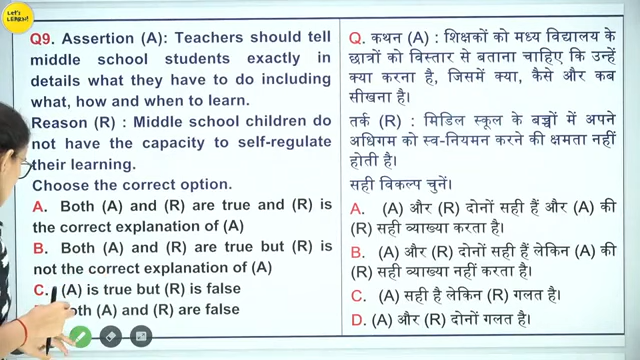 Let's
LEARN!
Q9. Assertion (A): Teachers should tell
middle school students exactly in
details what they have to do including
what, how and when to learn.
Reason (R) : Middle school children do
not have the capacity to self-regulate
their learning.
Choose the correct option.
A. Both (A) and (R) are true and (R) is
the correct explanation of (A)
B. Both (A) and (R) are true but (R) is
not the correct explanation of (A)
C. (A) is true but (R) is false
(A) and (R) are false
Q. कथन (A) : शिक्षकों को मध्य विद्यालय के
छात्रों को विस्तार से बताना चाहिए कि उन्हें
क्या करना है, जिसमें क्या, कैसे और कब
सीखना है।
तर्क (R) : मिडिल स्कूल के बच्चों में अपने
अधिगम को स्व-नियमन करने की क्षमता नहीं
होती है।
सही विकल्प चुनें।
A. (A) और (R) दोनों सही हैं और (A) की
(R) सही व्याख्या करता है।
B. (A) और (R) दोनों सही हैं लेकिन (A) की
(R) सही व्याख्या नहीं करता है।
C. (A) सही है लेकिन (R) गलत है।
D. (A) और (R) दोनों गलत है।